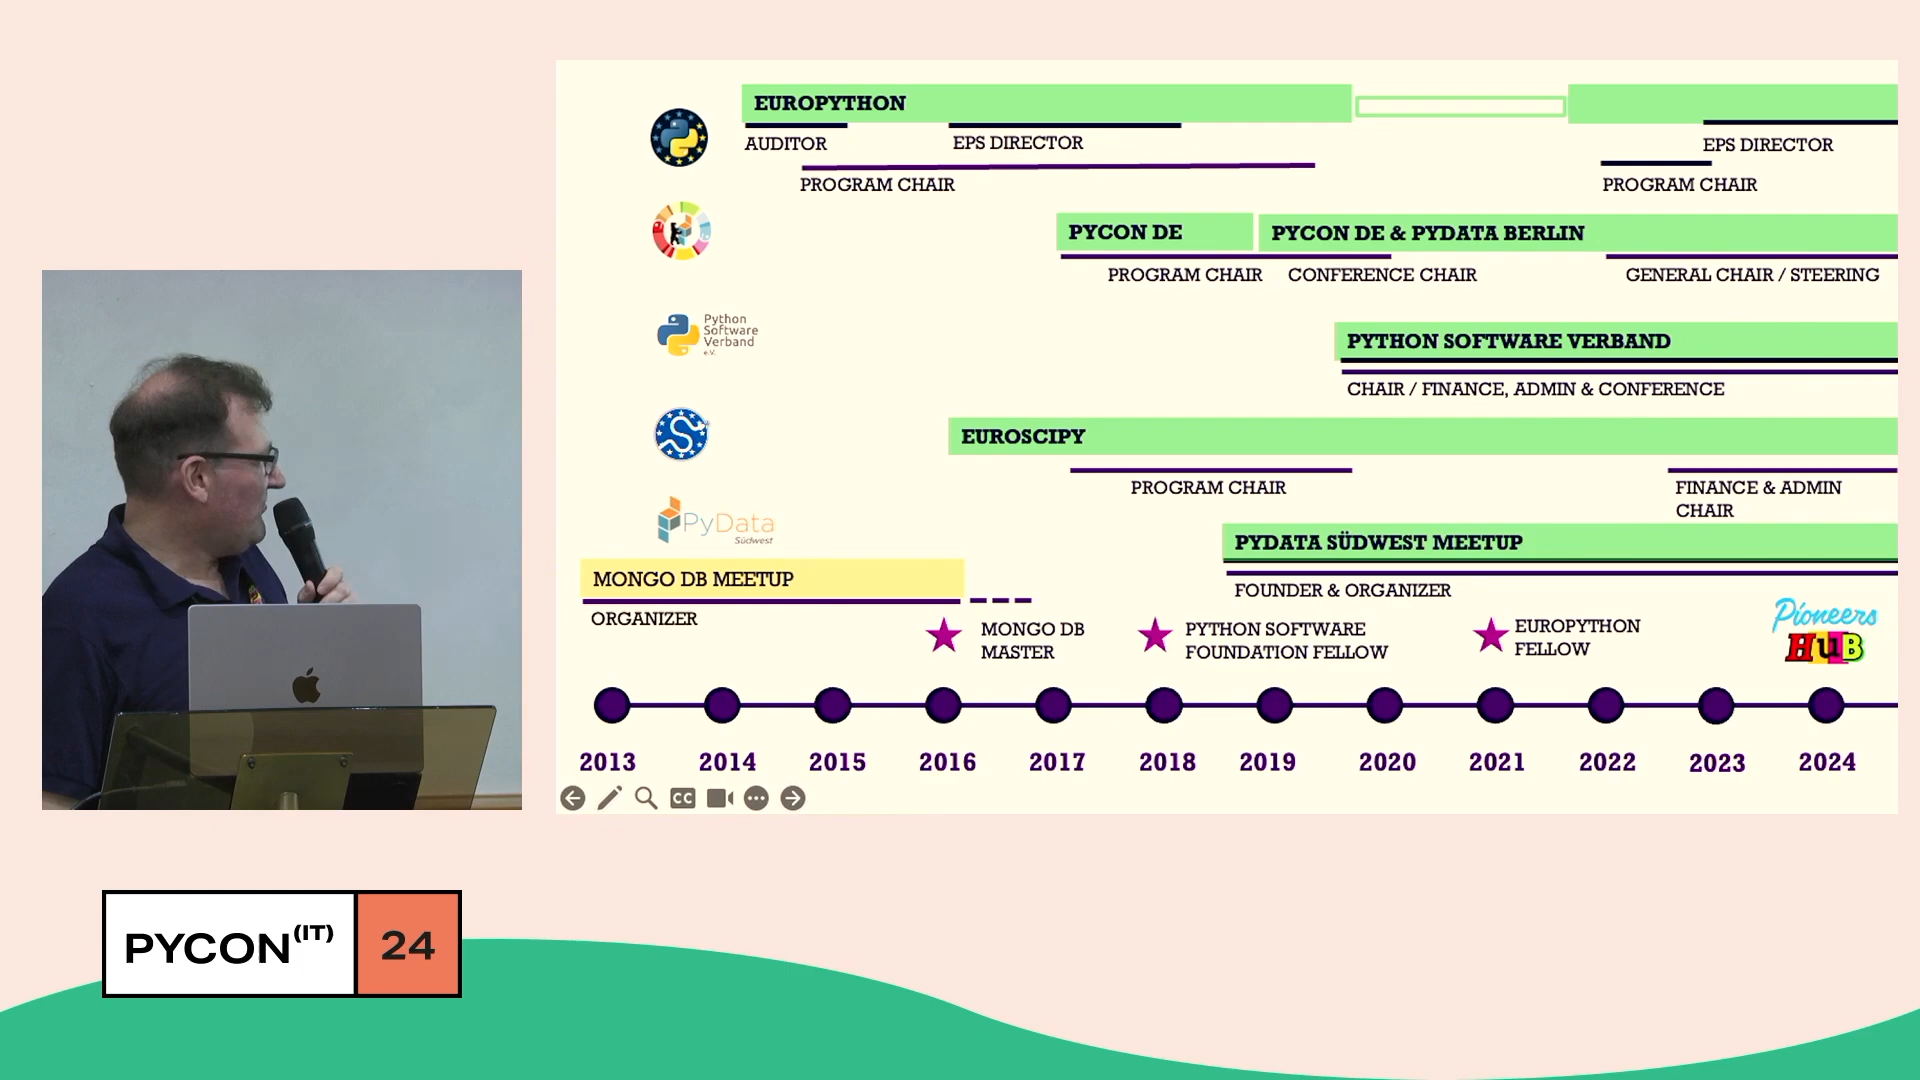 EUROPYTHON
AUDITOR
EPS DIRECTOR
EPS DIRECTOR
PROGRAM CHAIR
PROGRAM CHAIR
PYCON DE
PYCON DE & PYDATA BERLIN
PROGRAM CHAIR
CONFERENCE CHAIR
GENERAL CHAIR / STEERING
Python
Software
Verband
e.V.
PYTHON SOFTWARE VERBAND
CHAIR / FINANCE, ADMIN & CONFERENCE
EUROSCIPY
PROGRAM CHAIR
FINANCE & ADMIN
CHAIR
PyData
Südwest
PYDATA SÜDWEST MEETUP
FOUNDER & ORGANIZER
MONGO DB MEETUP
ORGANIZER
MONGO DB
MASTER
PYTHON SOFTWARE
FOUNDATION FELLOW
EUROPYTHON
FELLOW
Pioneers
HuB
2013 2014 2015 2016 2017 2018 2019 2020 2021 2022 2023 2024
CC
PYCON(IT) 24